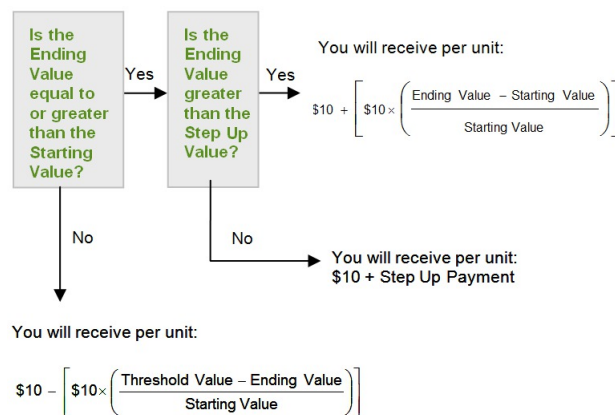 Is the
Ending
Value
equal to
or greater
than the
Starting
Value?
Yes
Is the
Ending
Value
greater
than the
Step Up
Value?
Yes
You will receive per unit:
$10 + [ $10× ( Ending Value – Starting Value
Starting Value ) ]
No
No
You will receive per unit:
$10 + Step Up Payment
You will receive per unit:
$10 – [ $10× ( Threshold Value – Ending Value
Starting Value ) ]